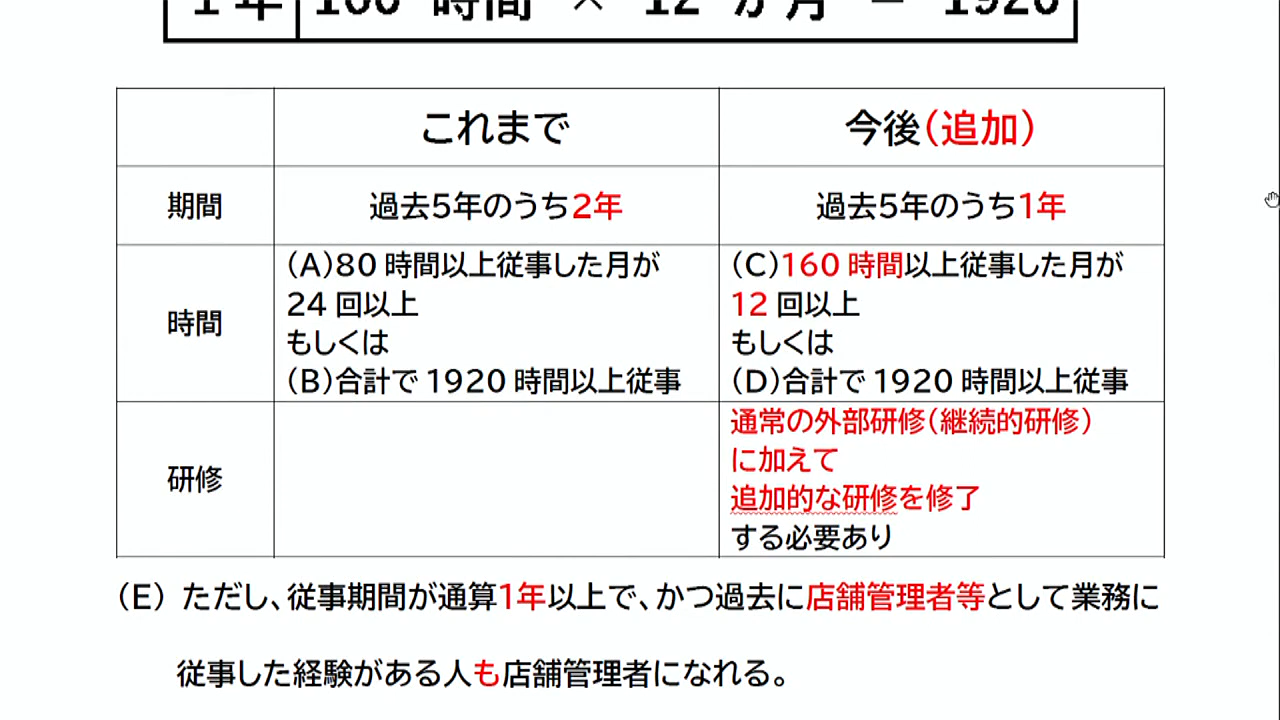 1年 160 時間 × 12 か月 = 1920
これまで 今後（追加）
期間 過去5年のうち2年 過去5年のうち1年
時間
（A）80 時間以上従事した月が
24 回以上
もしくは
（B）合計で 1920 時間以上従事
（C）160 時間以上従事した月が
12 回以上
もしくは
（D）合計で 1920 時間以上従事
研修
通常の外部研修（継続的研修）
に加えて
追加的な研修を修了
する必要あり
（E） ただし、従事期間が通算1年以上で、かつ過去に店舗管理者等として業務に
従事した経験がある人も店舗管理者になれる。